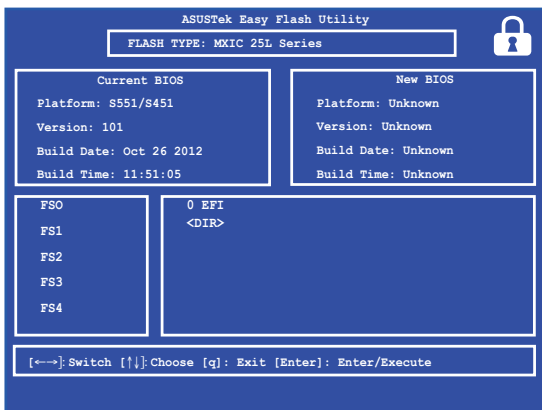 ASUSTek Easy Flash Utility
FLASH TYPE: MXIC 25L Series
Current BIOS
Platform: S551/S451
Version: 101
Build Date: Oct 26 2012
Build Time: 11:51:05
New BIOS
Platform: Unknown
Version: Unknown
Build Date: Unknown
Build Time: Unknown
FSO
FS1
FS2
FS3
FS4
0 EFI
<DIR>
[←→]: Switch [↑↓]: Choose [q]: Exit [Enter]: Enter/Execute